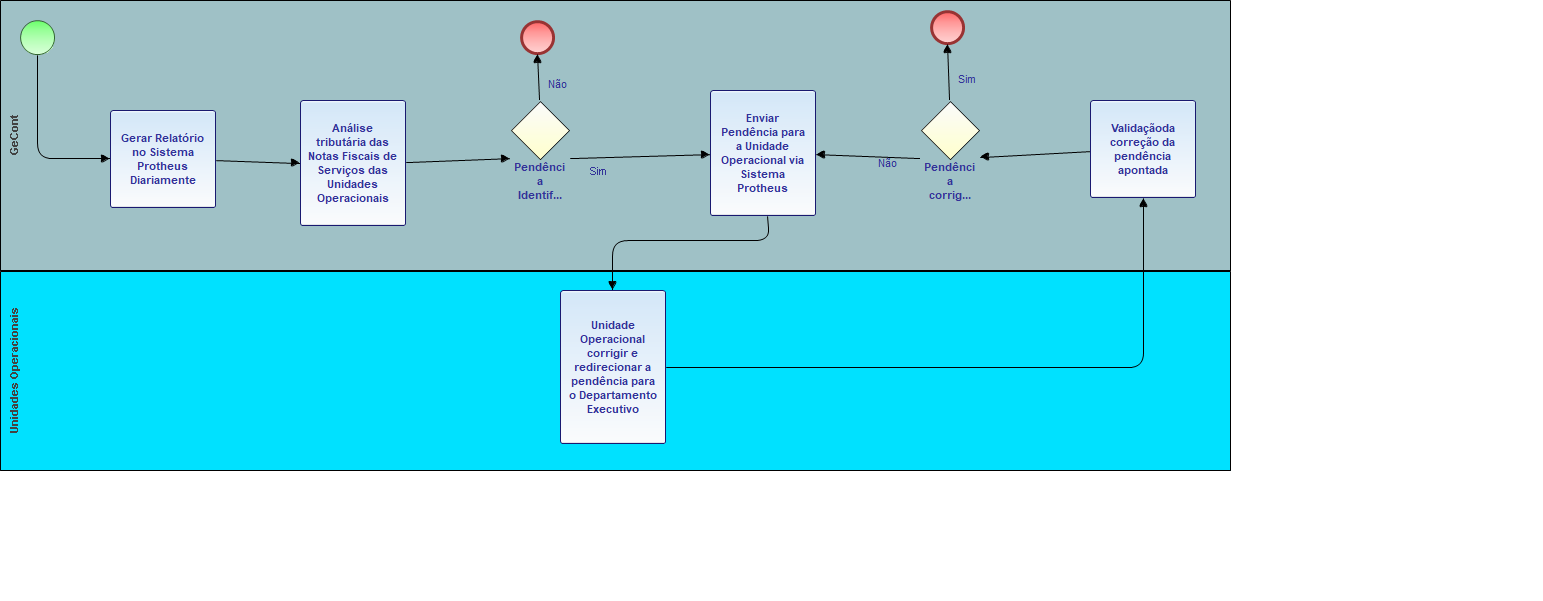 GeCont
Gerar Relatório
no Sistema
Protheus
Diariamente
Análise
tributária das
Notas Fiscais de
Serviços das
Unidades
Operacionais
Não
Pendênci
a
Identif...
Sim
Enviar
Pendência para
a Unidade
Operacional via
Sistema
Protheus
Não
Sim
Pendênci
a
corrig...
Validaçãoda
correção da
pendência
apontada
Unidades Operacionais
Unidade
Operacional
corrigir e
redirecionar a
pendência para
o Departamento
Executivo